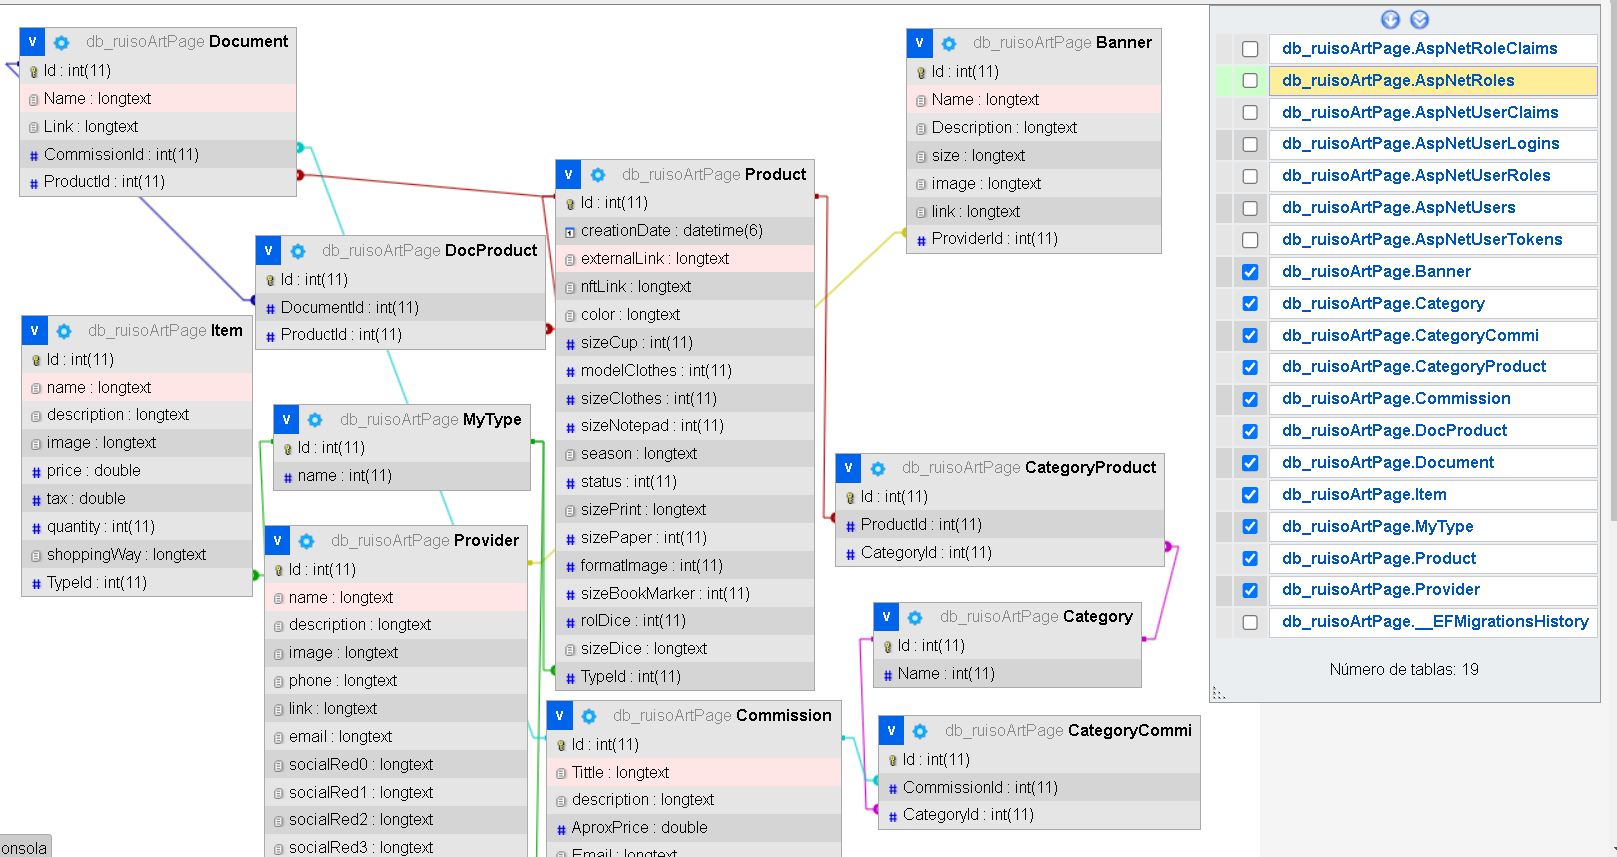 v db_ruisoArtPage Document
Id : int(11)
Name : longtext
Link : longtext
CommissionId : int(11)
ProductId : int(11)
v db_ruisoArtPage DocProduct
Id : int(11)
DocumentId : int(11)
ProductId : int(11)
v db_ruisoArtPage Item
Id : int(11)
name : longtext
description : longtext
image : longtext
price : double
tax : double
quantity : int(11)
shoppingWay : longtext
TypeId : int(11)
v db_ruisoArtPage MyType
Id : int(11)
name : int(11)
v db_ruisoArtPage Provider
Id : int(11)
name : longtext
description : longtext
image : longtext
phone : longtext
link : longtext
email : longtext
socialRed0 : longtext
socialRed1 : longtext
socialRed2 : longtext
socialRed3 : longtext
v db_ruisoArtPage Product
Id : int(11)
creationDate : datetime(6)
externalLink : longtext
nftLink : longtext
color : longtext
sizeCup : int(11)
modelClothes : int(11)
sizeClothes : int(11)
sizeNotepad : int(11)
season : longtext
status : int(11)
sizePrint : longtext
sizePaper : int(11)
formatImage : int(11)
sizeBookMarker : int(11)
rolDice : int(11)
sizeDice : longtext
TypeId : int(11)
v db_ruisoArtPage Commission
Id : int(11)
Tittle : longtext
description : longtext
AproxPrice : double
Email : longtext
v db_ruisoArtPage Banner
Id : int(11)
Name : longtext
Description : longtext
size : longtext
image : longtext
link : longtext
ProviderId : int(11)
v db_ruisoArtPage CategoryProduct
Id : int(11)
ProductId : int(11)
CategoryId : int(11)
v db_ruisoArtPage Category
Id : int(11)
Name : int(11)
v db_ruisoArtPage CategoryCommi
Id : int(11)
CommissionId : int(11)
CategoryId : int(11)
db_ruisoArtPage.AspNetRoleClaims
db_ruisoArtPage.AspNetRoles
db_ruisoArtPage.AspNetUserClaims
db_ruisoArtPage.AspNetUserLogins
db_ruisoArtPage.AspNetUserRoles
db_ruisoArtPage.AspNetUsers
db_ruisoArtPage.AspNetUserTokens
db_ruisoArtPage.Banner
db_ruisoArtPage.Category
db_ruisoArtPage.CategoryCommi
db_ruisoArtPage.CategoryProduct
db_ruisoArtPage.Commission
db_ruisoArtPage.DocProduct
db_ruisoArtPage.Document
db_ruisoArtPage.Item
db_ruisoArtPage.MyType
db_ruisoArtPage.Product
db_ruisoArtPage.Provider
db_ruisoArtPage.__EFMigrationsHistory
Número de tablas: 19
onsola